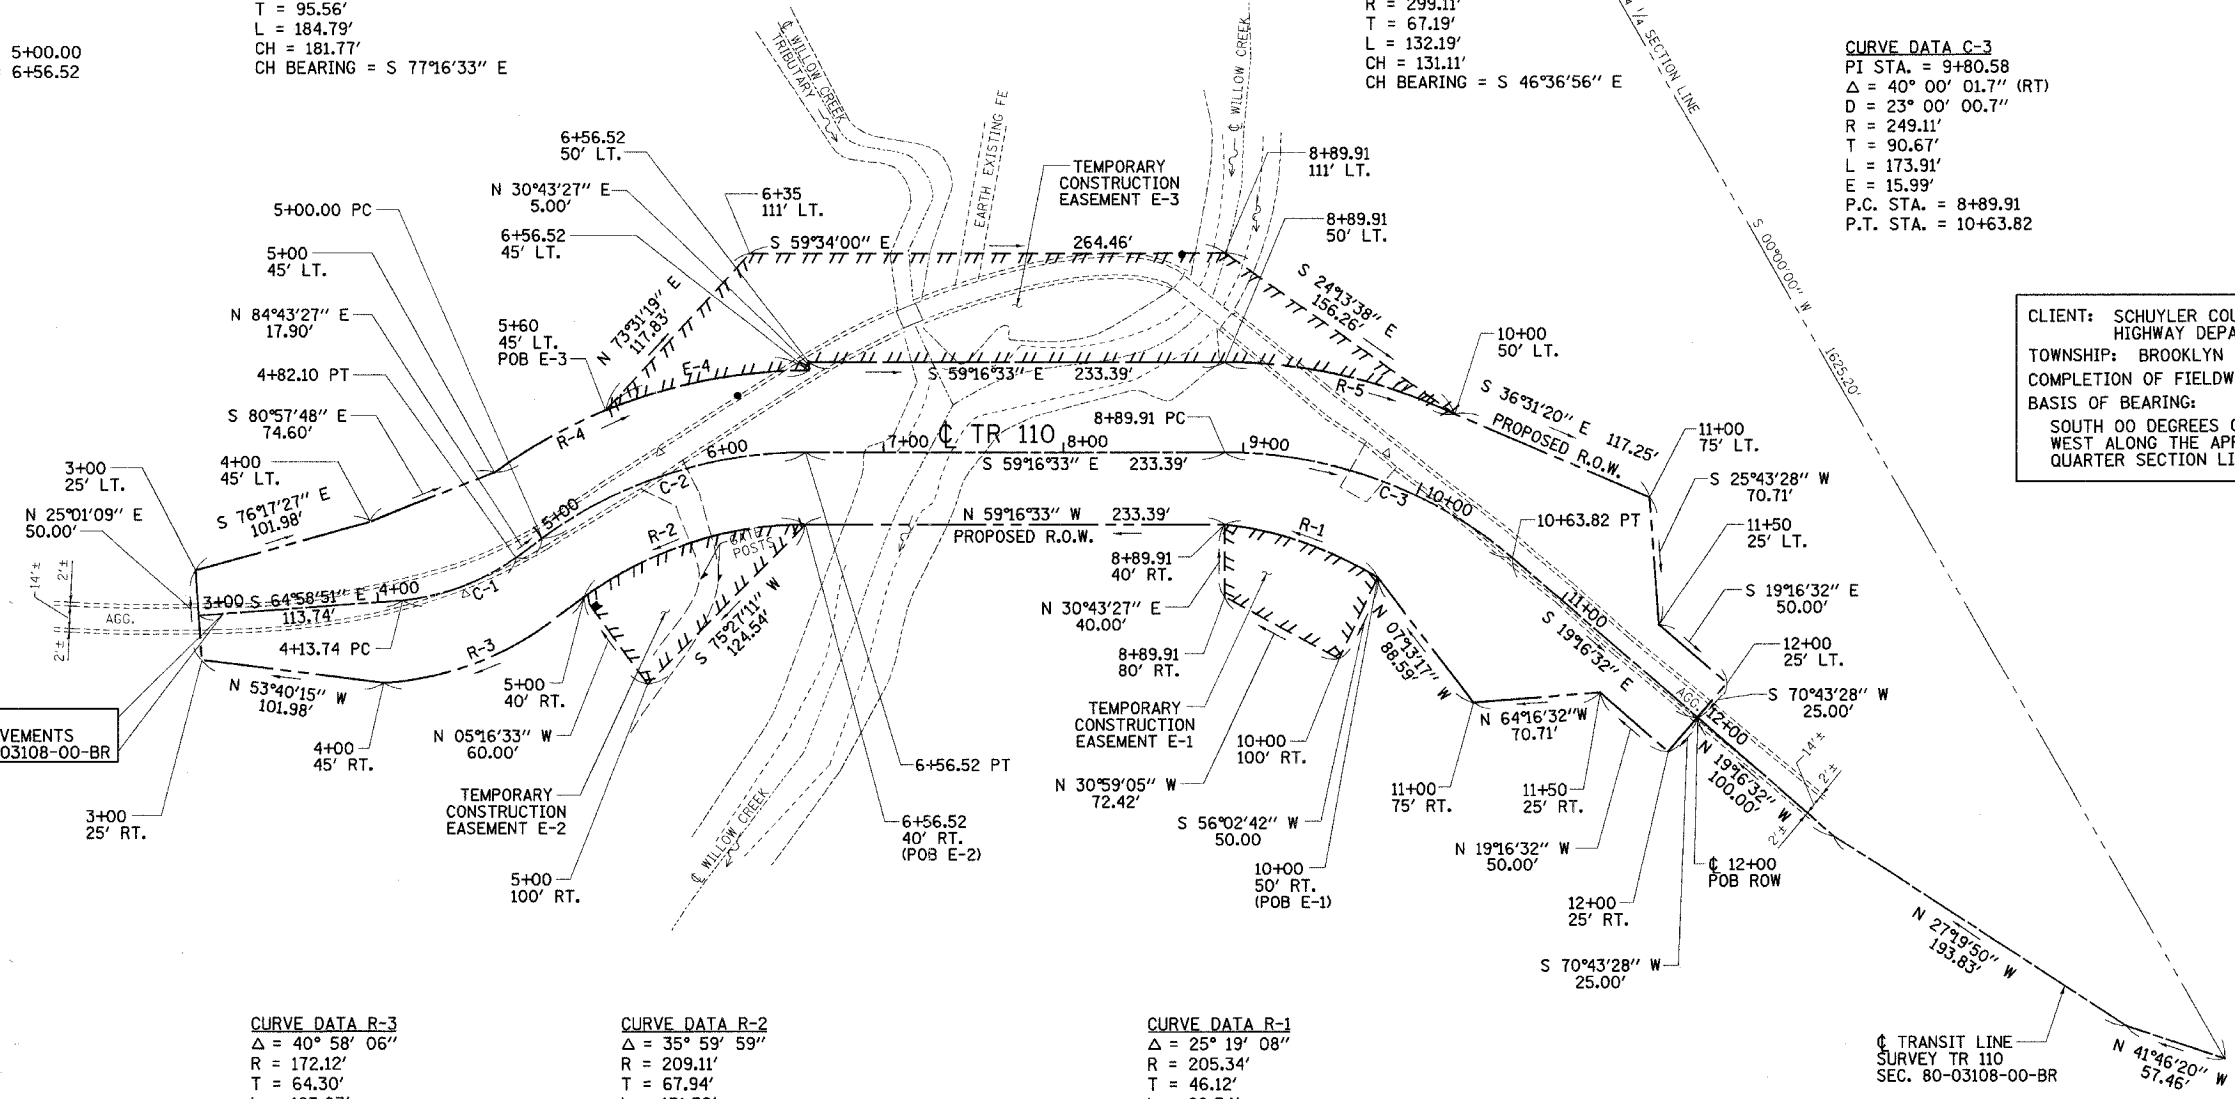 T = 95.56'
L = 184.79'
CH = 181.77'
CH BEARING = S 77°16'33" E
5+00.00
6+56.52
R = 299.11'
T = 67.19'
L = 132.19'
CH = 131.11'
CH BEARING = S 46°36'56" E
1/4 SECTION LINE
S 00°00'00" W
1625.20'
CURVE DATA C-3
PI STA. = 9+80.58
Δ = 40° 00' 01.7" (RT)
D = 23° 00' 00.7"
R = 249.11'
T = 90.67'
L = 173.91'
E = 15.99'
P.C. STA. = 8+89.91
P.T. STA. = 10+63.82
CLIENT: SCHUYLER COU
HIGHWAY DEPA
TOWNSHIP: BROOKLYN
COMPLETION OF FIELDW
BASIS OF BEARING:
SOUTH 00 DEGREES
WEST ALONG THE APP
QUARTER SECTION LI
℄ WILLOW CREEK
TRIBUTARY
EARTH EXISTING FE
℄ WILLOW CREEK
TEMPORARY
CONSTRUCTION
EASEMENT E-3
6+56.52
50' LT.
N 30°43'27" E
5.00'
6+56.52
45' LT.
6+35
111' LT.
8+89.91
111' LT.
8+89.91
50' LT.
S 59°34'00" E
264.46'
N 73°31'19" E
117.83'
S 24°13'38" E
156.26'
5+00.00 PC
5+00
45' LT.
N 84°43'27" E
17.90'
4+82.10 PT
S 80°57'48" E
74.60'
5+60
45' LT.
POB E-3
E-4
R-4
S 59°16'33" E
233.39'
R-5
10+00
50' LT.
S 36°31'20" E
117.25'
PROPOSED R.O.W.
11+00
75' LT.
S 25°43'28" W
70.71'
11+50
25' LT.
S 19°16'32" E
50.00'
12+00
25' LT.
S 70°43'28" W
25.00'
3+00
25' LT.
4+00
45' LT.
N 25°01'09" E
50.00'
S 76°17'27" E
101.98'
14'±
2'±
2'±
AGG.
3+00
S 64°58'51" E
113.74'
4+00
C-1
5+00
C-2
6+00
7+00
℄ TR 110
8+00
8+89.91 PC
9+00
S 59°16'33" E
233.39'
C-3
10+00
10+63.82 PT
11+00
S 19°16'32" E
AGG.
12+00
4+13.74 PC
R-3
R-2
POSTS
S 75°27'11" W
124.54'
N 59°16'33" W
233.39'
PROPOSED R.O.W.
R-1
N 53°40'15" W
101.98'
VEMENTS
03108-00-BR
3+00
25' RT.
4+00
45' RT.
5+00
40' RT.
N 05°16'33" W
60.00'
TEMPORARY
CONSTRUCTION
EASEMENT E-2
5+00
100' RT.
℄ WILLOW CREEK
6+56.52 PT
6+56.52
40' RT.
(POB E-2)
8+89.91
40' RT.
N 30°43'27" E
40.00'
8+89.91
80' RT.
TEMPORARY
CONSTRUCTION
EASEMENT E-1
N 30°59'05" W
72.42'
10+00
100' RT.
S 56°02'42" W
50.00
10+00
50' RT.
(POB E-1)
N 07°13'17" W
88.59'
11+00
75' RT.
N 64°16'32" W
70.71'
11+50
25' RT.
N 19°16'32" W
50.00'
12+00
25' RT.
S 70°43'28" W
25.00'
N 19°16'32" W
100.00'
14'±
2'±
2'±
℄ 12+00
POB ROW
N 27°19'50" W
193.83'
℄ TRANSIT LINE
SURVEY TR 110
SEC. 80-03108-00-BR
N 41°46'20" W
57.46'
CURVE DATA R-3
Δ = 40° 58' 06"
R = 172.12'
T = 64.30'
CURVE DATA R-2
Δ = 35° 59' 59"
R = 209.11'
T = 67.94'
CURVE DATA R-1
Δ = 25° 19' 08"
R = 205.34'
T = 46.12'